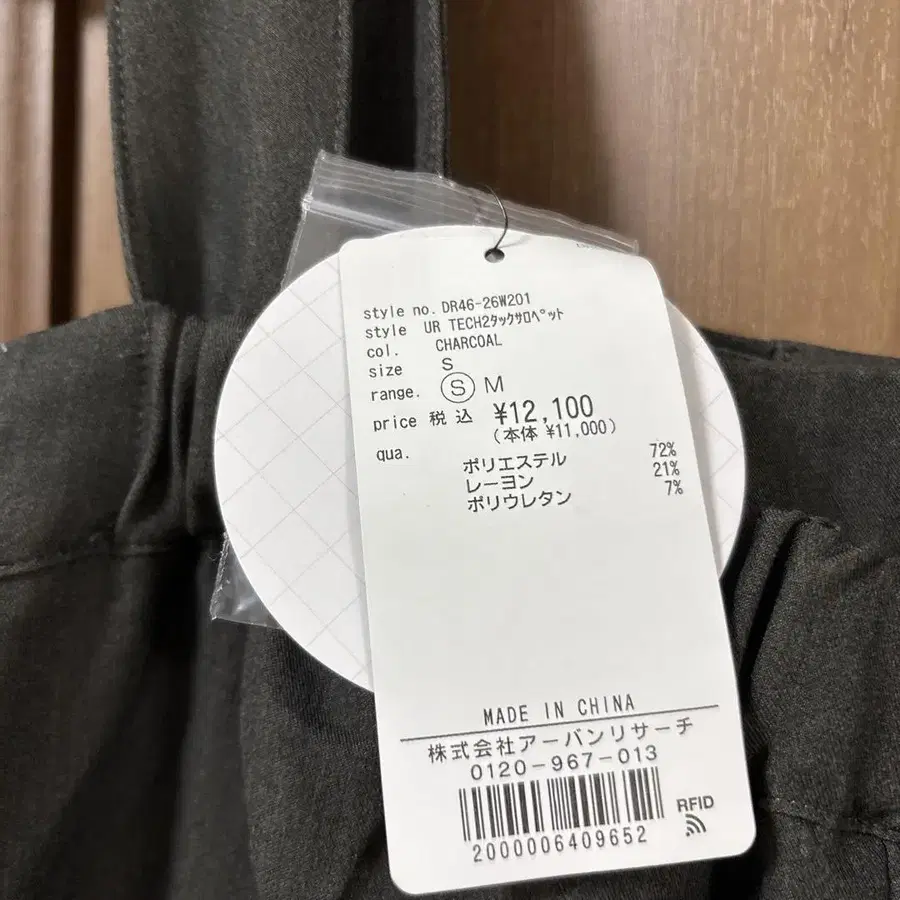 style no. DR46-26W201
style UR TECH2ﾀｯｸｻﾛﾍﾟｯﾄ
col. CHARCOAL
size S
range. S M
price 税込 ¥12,100
(本体 ¥11,000)
qua.
ポリエステル 72%
レーヨン 21%
ポリウレタン 7%
MADE IN CHINA
株式会社アーバンリサーチ
0120-967-013
RFID
2000006409652